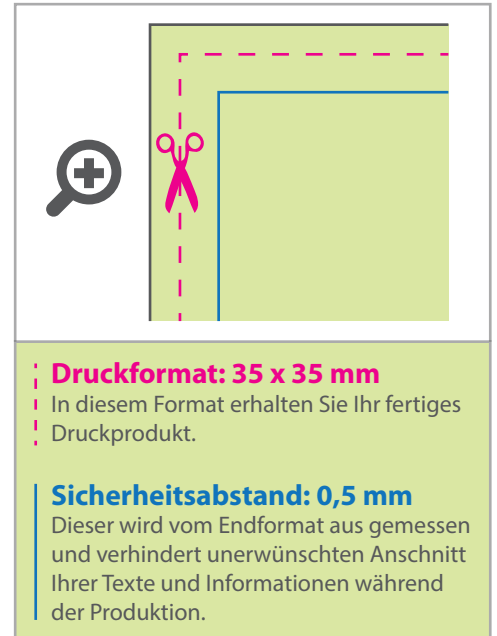 Druckformat: 35 x 35 mm
In diesem Format erhalten Sie Ihr fertiges
Druckprodukt.
Sicherheitsabstand: 0,5 mm
Dieser wird vom Endformat aus gemessen
und verhindert unerwünschten Anschnitt
Ihrer Texte und Informationen während
der Produktion.